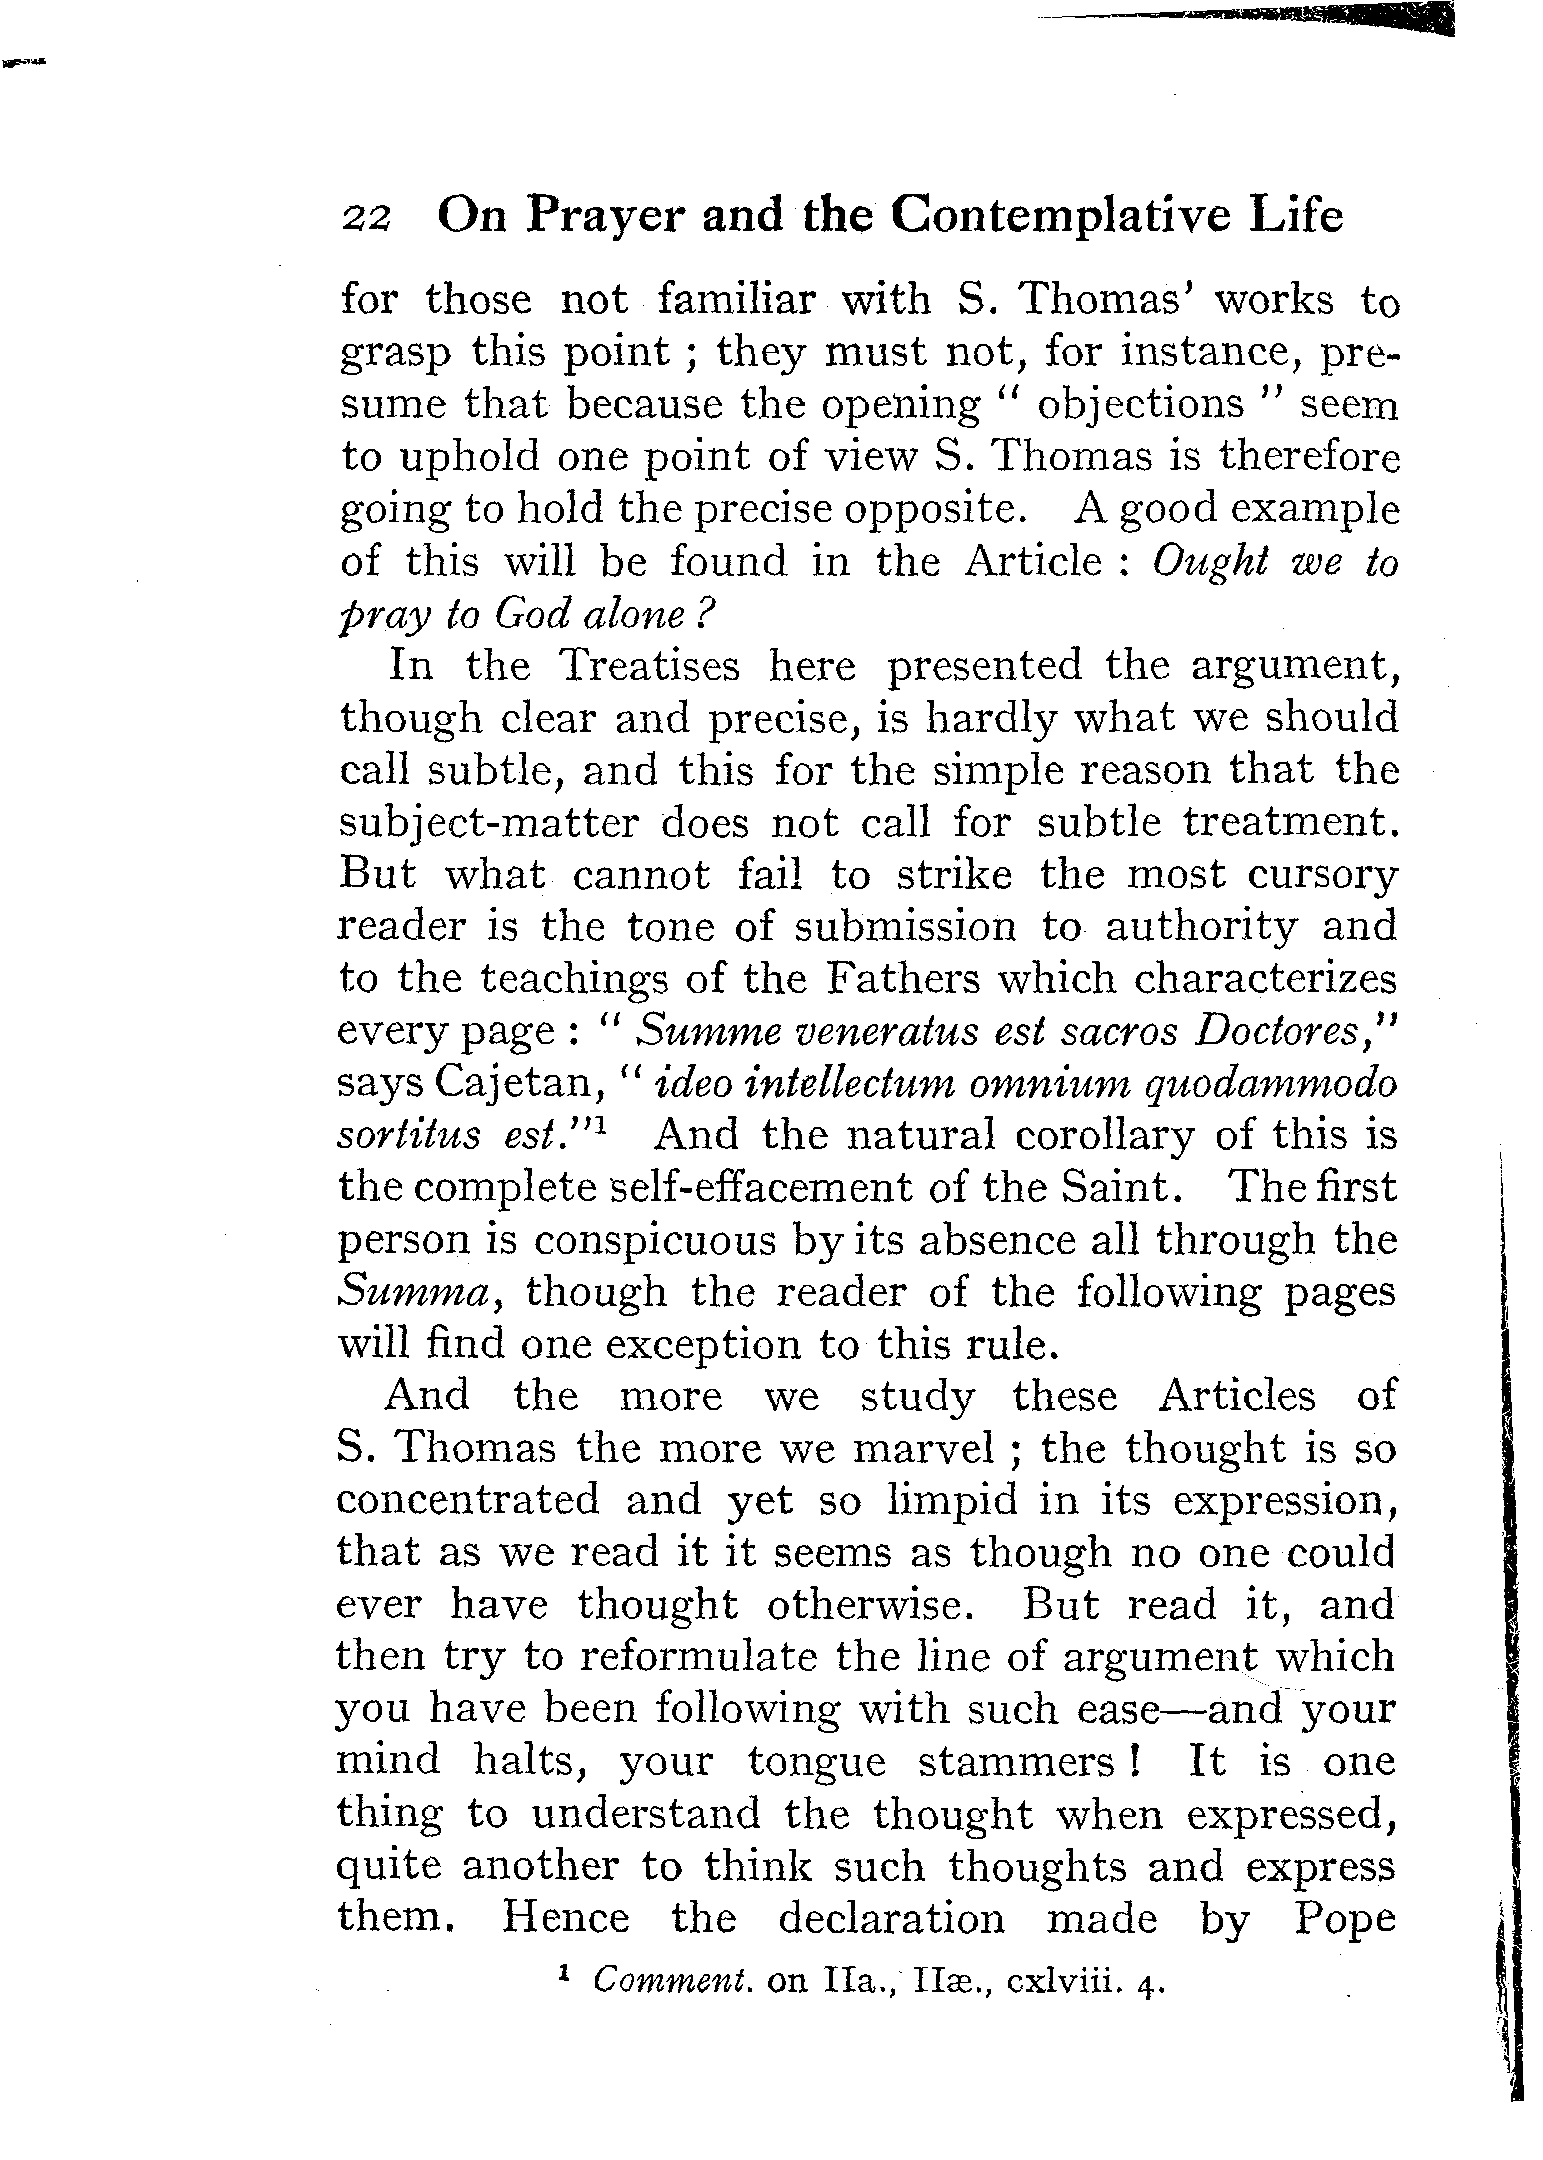 22 On Prayer and the Contemplative Life
for those not familiar with S. Thomas' works to
grasp this point ; they must not, for instance, pre-
sume that because the opening " objections " seem
to uphold one point of view S. Thomas is therefore
going to hold the precise opposite. A good example
of this will be found in the Article : Ought we to
pray to God alone ?
In the Treatises here presented the argument,
though clear and precise, is hardly what we should
call subtle, and this for the simple reason that the
subject-matter does not call for subtle treatment.
But what cannot fail to strike the most cursory
reader is the tone of submission to authority and
to the teachings of the Fathers which characterizes
every page : " Summe veneratus est sacros Doctores,"
says Cajetan, " ideo intellectum omnium quodammodo
sortitus est."¹ And the natural corollary of this is
the complete self-effacement of the Saint. The first
person is conspicuous by its absence all through the
Summa, though the reader of the following pages
will find one exception to this rule.
And the more we study these Articles of
S. Thomas the more we marvel ; the thought is so
concentrated and yet so limpid in its expression,
that as we read it it seems as though no one could
ever have thought otherwise. But read it, and
then try to reformulate the line of argument which
you have been following with such ease—and your
mind halts, your tongue stammers ! It is one
thing to understand the thought when expressed,
quite another to think such thoughts and express
them. Hence the declaration made by Pope
¹ Comment. on IIa., IIæ., cxlviii. 4.